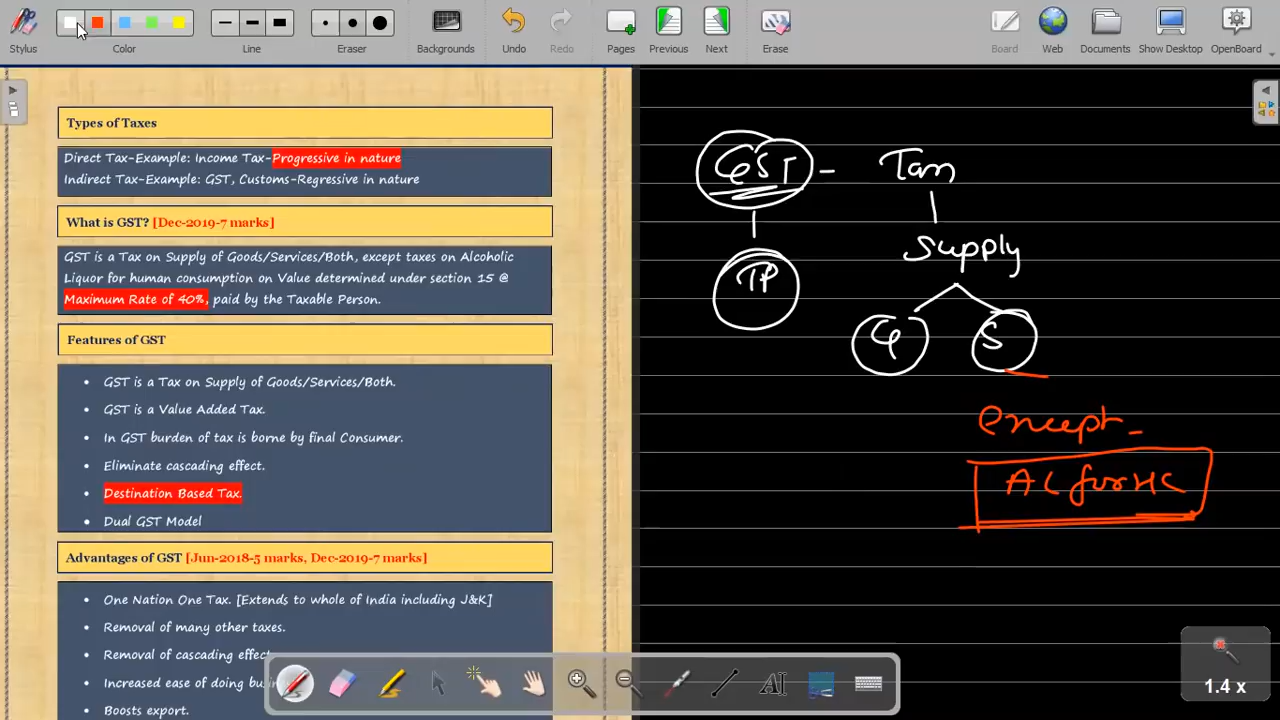 Stylus
Color
Line
Eraser
Backgrounds
Undo
Redo
Pages
Previous
Next
Erase
Board
Web
Documents
Show Desktop
OpenBoard
Types of Taxes
Direct Tax-Example: Income Tax-Progressive in nature
Indirect Tax-Example: GST, Customs-Regressive in nature
What is GST? [Dec-2019-7 marks]
GST is a Tax on Supply of Goods/Services/Both, except taxes on Alcoholic
Liquor for human consumption on Value determined under section 15 @
Maximum Rate of 40%, paid by the Taxable Person.
Features of GST
• GST is a Tax on Supply of Goods/Services/Both.
• GST is a Value Added Tax.
• In GST burden of tax is borne by final Consumer.
• Eliminate cascading effect.
• Destination Based Tax.
• Dual GST Model
Advantages of GST [Jun-2018-5 marks, Dec-2019-7 marks]
• One Nation One Tax. [Extends to whole of India including J&K]
• Removal of many other taxes.
• Removal of cascading effect
• Increased ease of doing busin
• Boosts export.
GST - Tax
Supply
TP
G S
except -
AL for HC
1.4 x